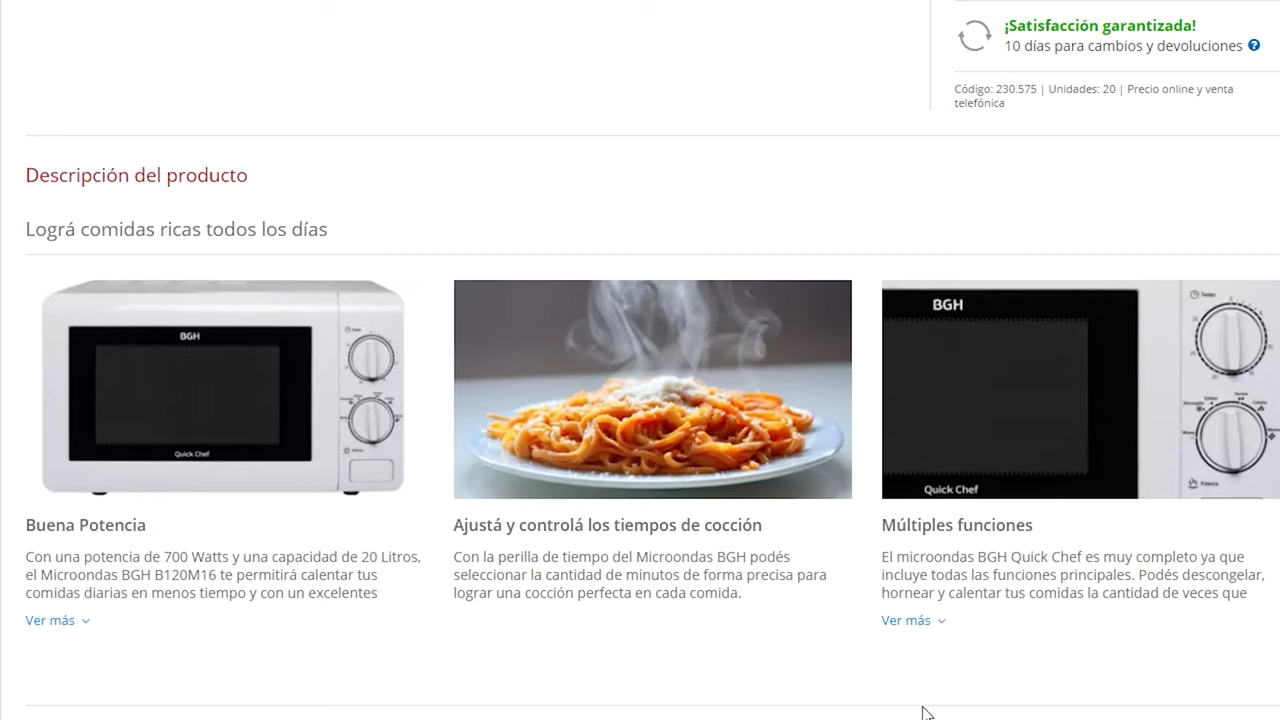 ¡Satisfacción garantizada!
10 días para cambios y devoluciones ?
Código: 230.575 | Unidades: 20 | Precio online y venta
telefónica
Descripción del producto
Lográ comidas ricas todos los días
BGH
Quick Chef
BGH
Tiempo
Quick Chef
Potencia
Buena Potencia
Con una potencia de 700 Watts y una capacidad de 20 Litros,
el Microondas BGH B120M16 te permitirá calentar tus
comidas diarias en menos tiempo y con un excelentes
Ver más
Ajustá y controlá los tiempos de cocción
Con la perilla de tiempo del Microondas BGH podés
seleccionar la cantidad de minutos de forma precisa para
lograr una cocción perfecta en cada comida.
Múltiples funciones
El microondas BGH Quick Chef es muy completo ya que
incluye todas las funciones principales. Podés descongelar,
hornear y calentar tus comidas la cantidad de veces que
Ver más